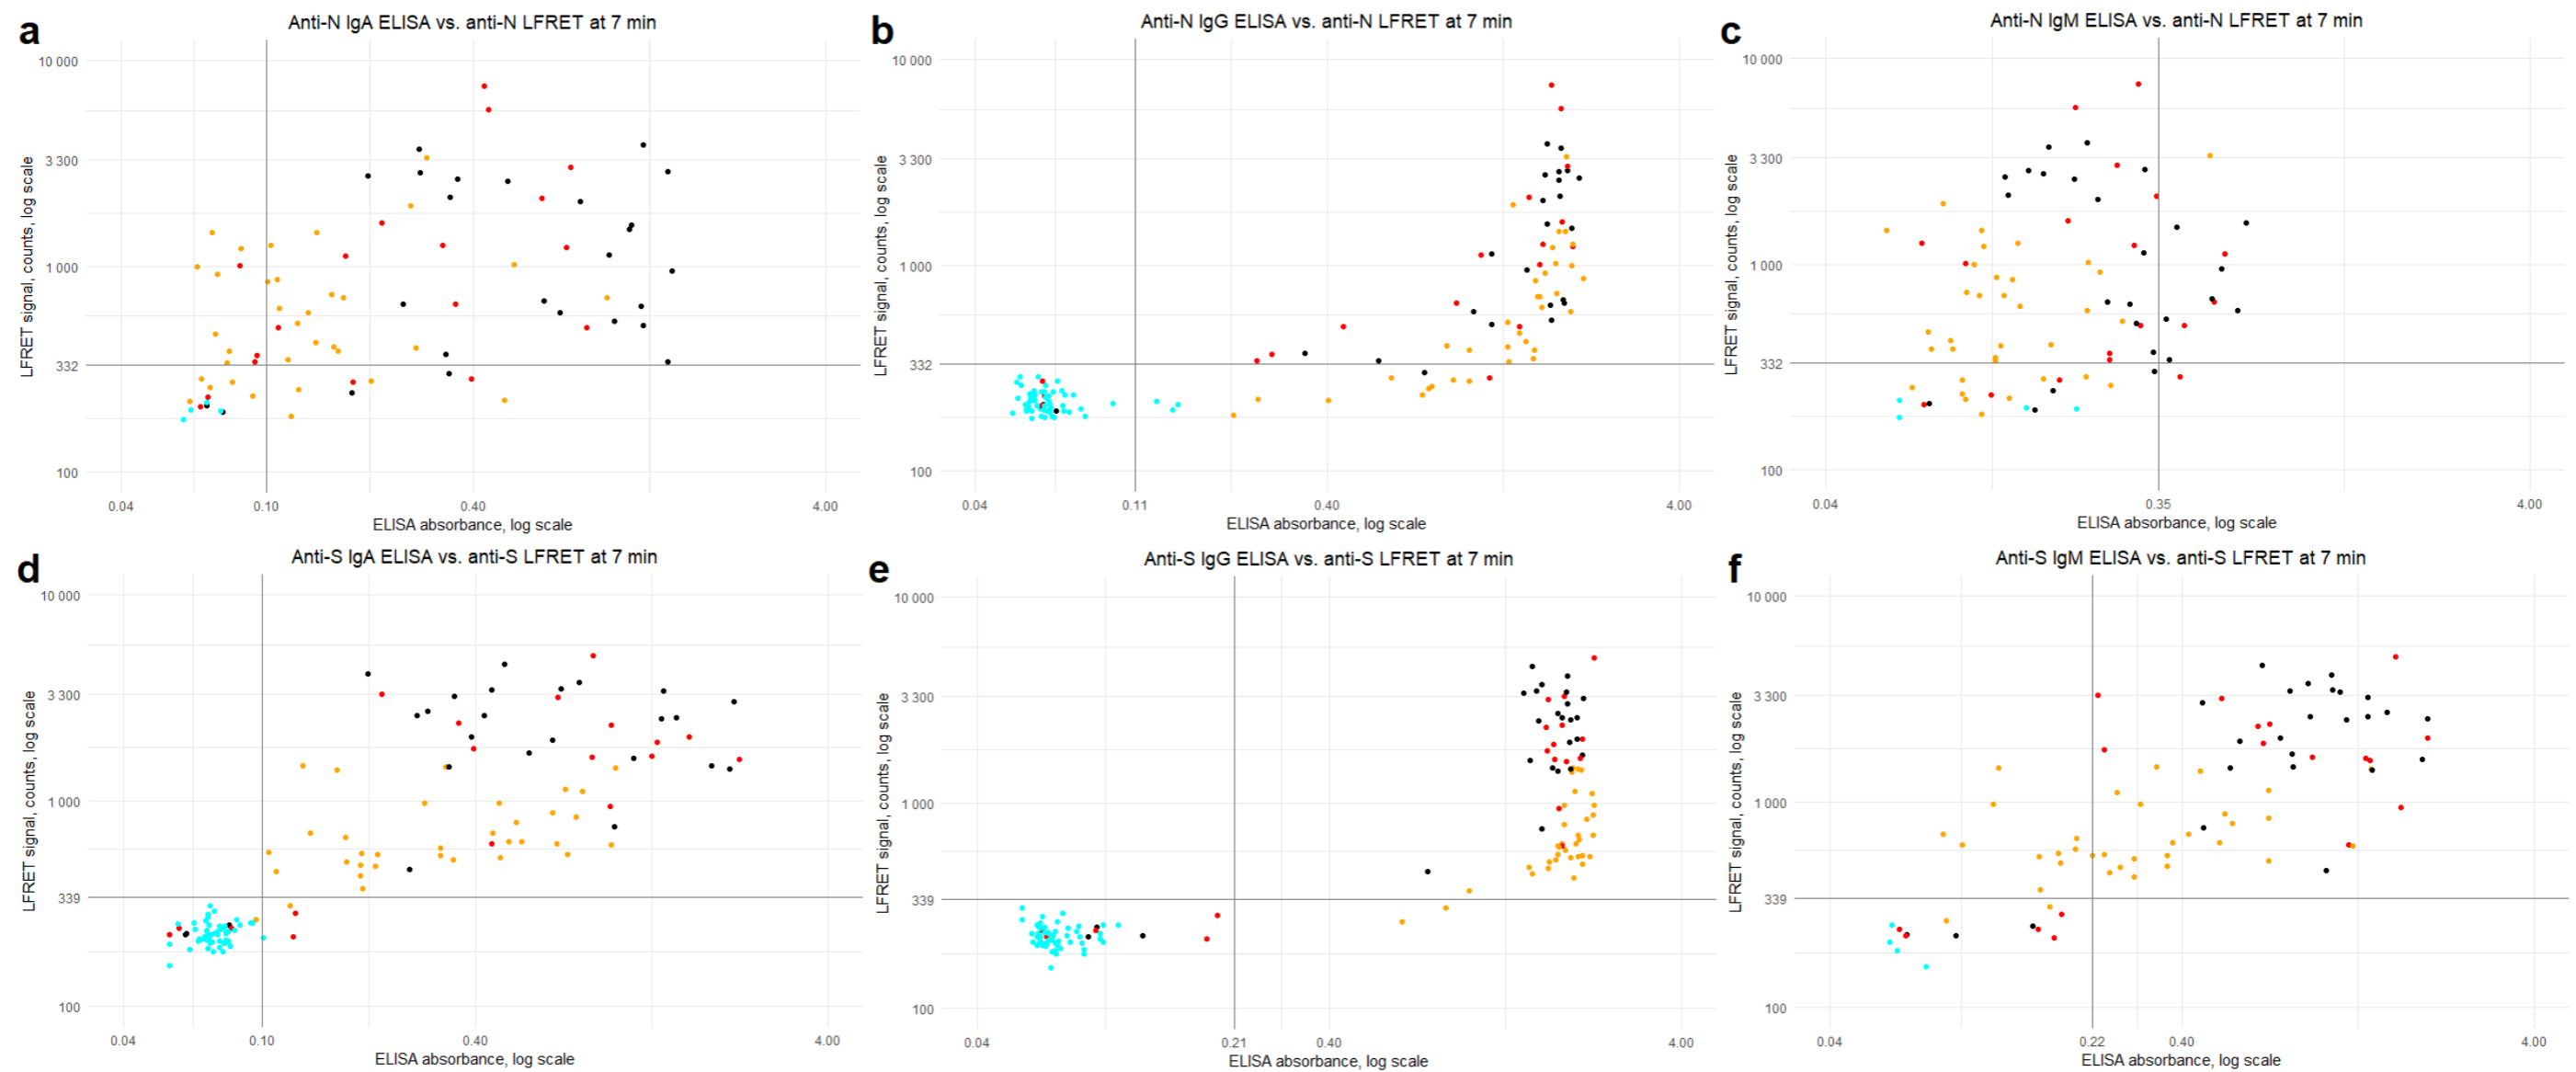 a
Anti-N IgA ELISA vs. anti-N LFRET at 7 min
LFRET signal, counts, log scale
10 000
3 300
1 000
332
100
0.04 0.10 0.40 4.00
ELISA absorbance, log scale
b
Anti-N IgG ELISA vs. anti-N LFRET at 7 min
LFRET signal, counts, log scale
10 000
3 300
1 000
332
100
0.04 0.11 0.40 4.00
ELISA absorbance, log scale
c
Anti-N IgM ELISA vs. anti-N LFRET at 7 min
LFRET signal, counts, log scale
10 000
3 300
1 000
332
100
0.04 0.35 4.00
ELISA absorbance, log scale
d
Anti-S IgA ELISA vs. anti-S LFRET at 7 min
LFRET signal, counts, log scale
10 000
3 300
1 000
339
100
0.04 0.10 0.40 4.00
ELISA absorbance, log scale
e
Anti-S IgG ELISA vs. anti-S LFRET at 7 min
LFRET signal, counts, log scale
10 000
3 300
1 000
339
100
0.04 0.21 0.40 4.00
ELISA absorbance, log scale
f
Anti-S IgM ELISA vs. anti-S LFRET at 7 min
LFRET signal, counts, log scale
10 000
3 300
1 000
339
100
0.04 0.22 0.40 4.00
ELISA absorbance, log scale